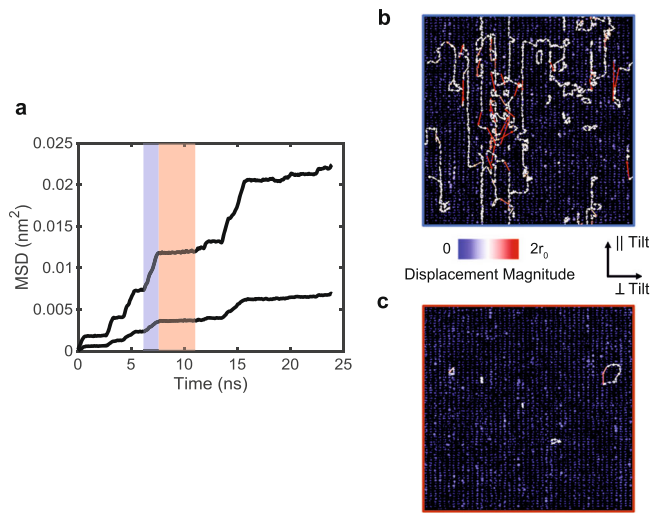 a
0.025
0.02
0.015
0.01
0.005
0
MSD (nm²)
0 5 10 15 20 25
Time (ns)
b
0 2r₀
Displacement Magnitude
|| Tilt
⊥ Tilt
c